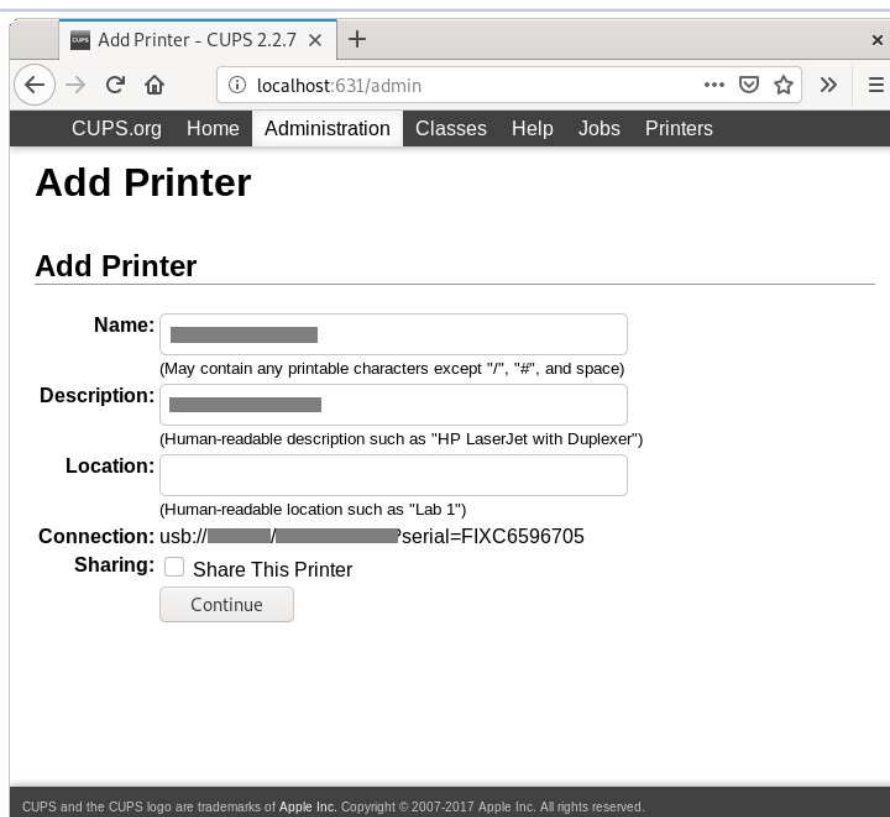 Add Printer - CUPS 2.2.7
localhost:631/admin
CUPS.org Home Administration Classes Help Jobs Printers
Add Printer
Add Printer
Name:
(May contain any printable characters except "/", "#", and space)
Description:
(Human-readable description such as "HP LaserJet with Duplexer")
Location:
(Human-readable location such as "Lab 1")
Connection: usb:// / ?serial=FIXC6596705
Sharing: Share This Printer
Continue
CUPS and the CUPS logo are trademarks of Apple Inc. Copyright © 2007-2017 Apple Inc. All rights reserved.